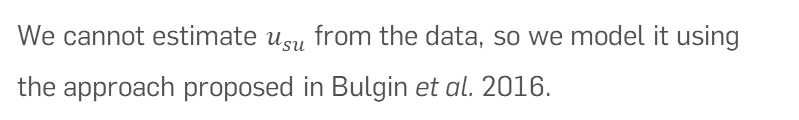 We cannot estimate u_su from the data, so we model it using
the approach proposed in Bulgin et al. 2016.